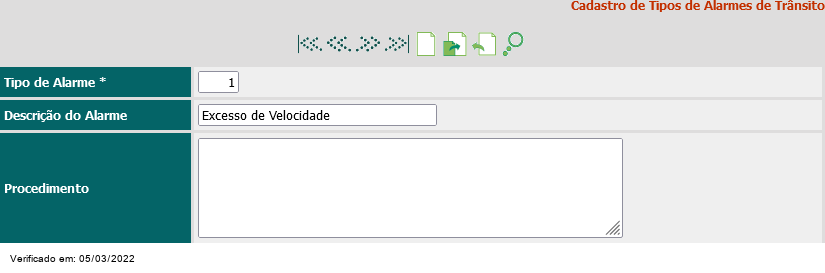 Cadastro de Tipos de Alarmes de Trânsito
Tipo de Alarme * 1
Descrição do Alarme Excesso de Velocidade
Procedimento
Verificado em: 05/03/2022